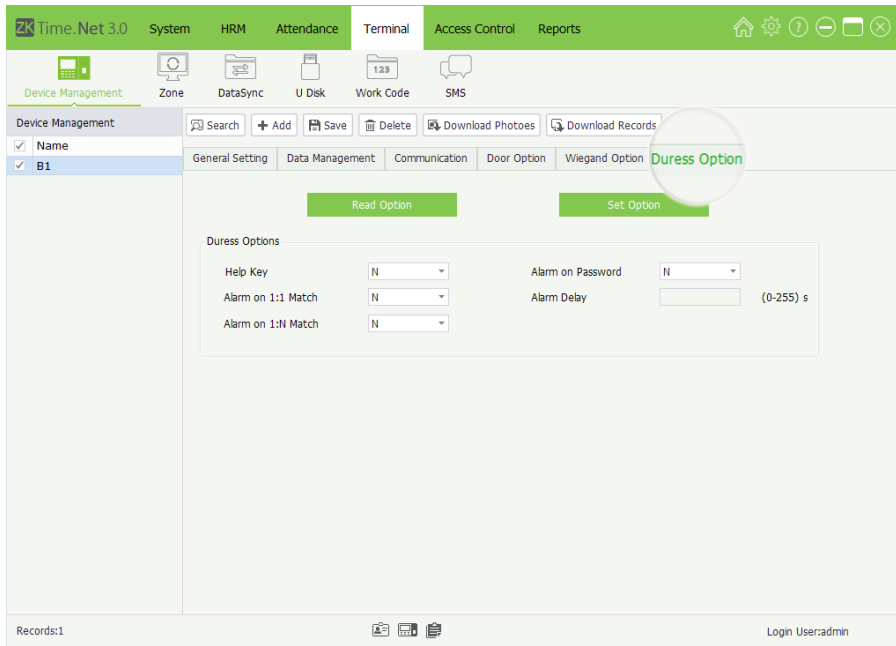 ZK Time.Net 3.0 System HRM Attendance Terminal Access Control Reports
123
Device Management Zone DataSync U Disk Work Code SMS
Device Management Search Add Save Delete Download Photoes Download Records
Name
General Setting Data Management Communication Door Option Wiegand Option Duress Option
B1
Read Option Set Option
Duress Options
Help Key N Alarm on Password N
Alarm on 1:1 Match N Alarm Delay (0-255) s
Alarm on 1:N Match N
Records:1 Login User:admin